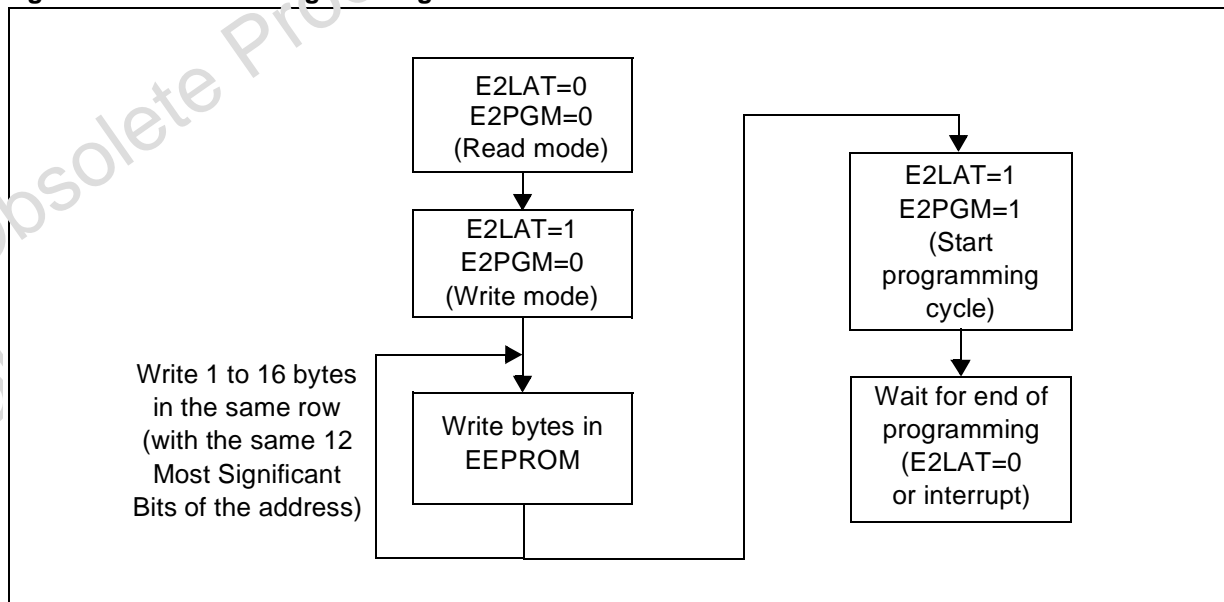 Obsolete Pro
E2LAT=0
E2PGM=0
(Read mode)
E2LAT=1
E2PGM=0
(Write mode)
Write 1 to 16 bytes
in the same row
(with the same 12
Most Significant
Bits of the address)
Write bytes in
EEPROM
E2LAT=1
E2PGM=1
(Start
programming
cycle)
Wait for end of
programming
(E2LAT=0
or interrupt)